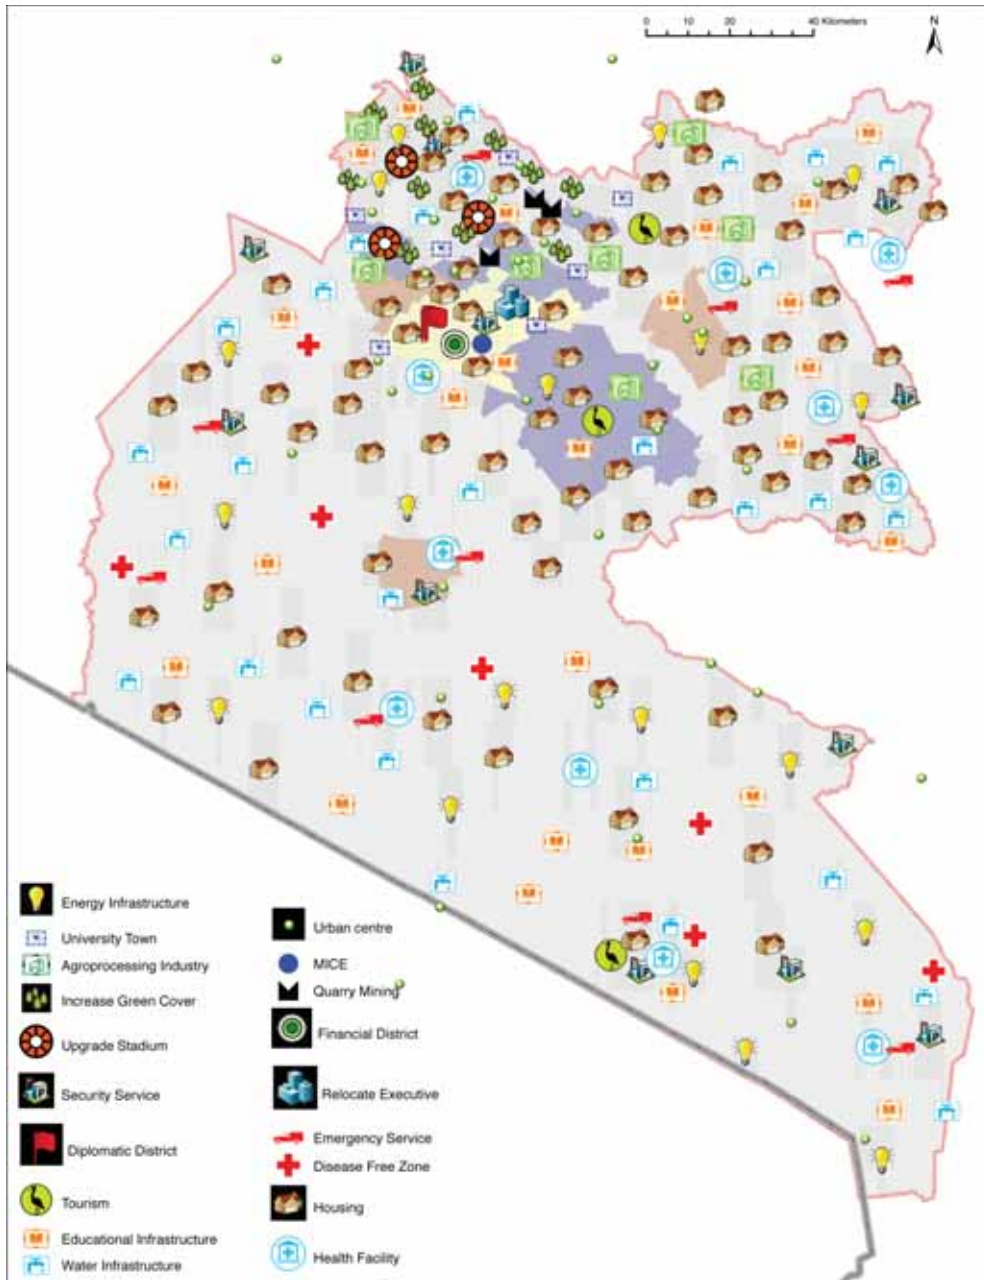 0 10 20 40 Kilometers
N
Energy Infrastructure
University Town
Agroprocessing Industry
Increase Green Cover
Upgrade Stadium
Security Service
Diplomatic District
Tourism
Educational Infrastructure
Water Infrastructure
Urban centre
MICE
Quarry Mining
Financial District
Relocate Executive
Emergency Service
Disease Free Zone
Housing
Health Facility